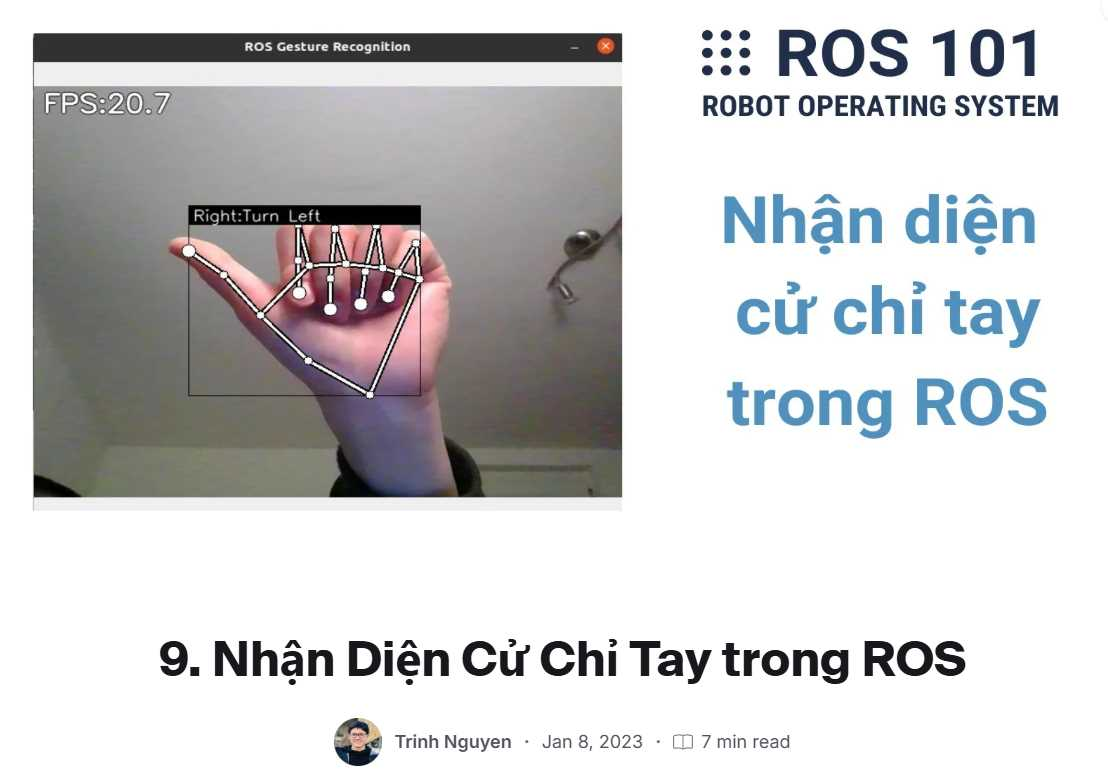 ROS Gesture Recognition
FPS:20.7
Right:Turn Left
ROS 101
ROBOT OPERATING SYSTEM
Nhận diện
cử chỉ tay
trong ROS
9. Nhận Diện Cử Chỉ Tay trong ROS
Trinh Nguyen · Jan 8, 2023 · 7 min read